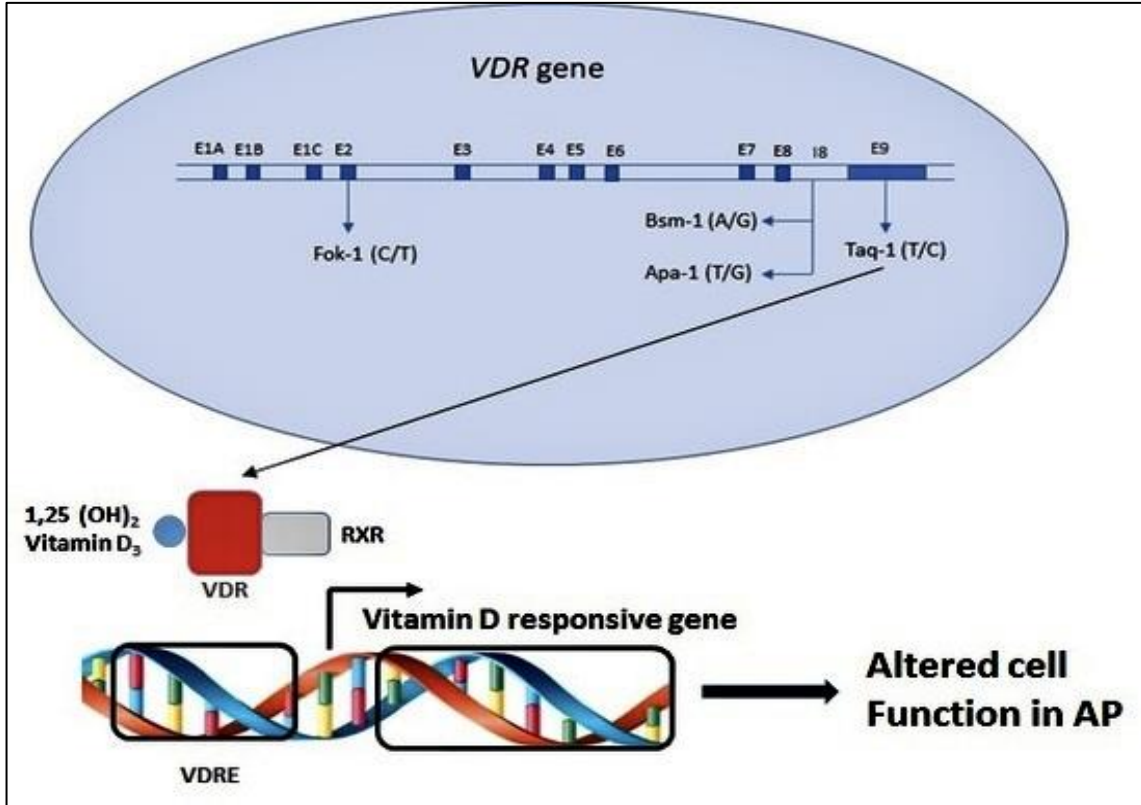 VDR gene
E1A E1B E1C E2 E3 E4 E5 E6 E7 E8 I8 E9
Fok-1 (C/T)
Bsm-1 (A/G)
Apa-1 (T/G)
Taq-1 (T/C)
1,25 (OH)₂
Vitamin D₃
VDR
RXR
Vitamin D responsive gene
VDRE
Altered cell
Function in AP